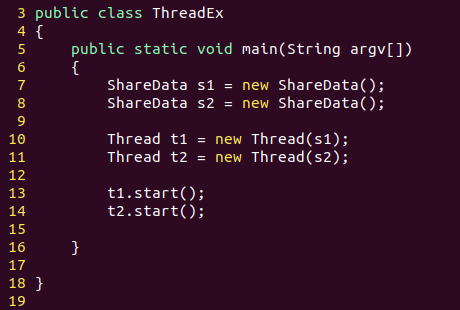 3 public class ThreadEx
4 {
5     public static void main(String argv[])
6     {
7         ShareData s1 = new ShareData();
8         ShareData s2 = new ShareData();
9
10         Thread t1 = new Thread(s1);
11         Thread t2 = new Thread(s2);
12
13         t1.start();
14         t2.start();
15
16     }
17
18 }
19